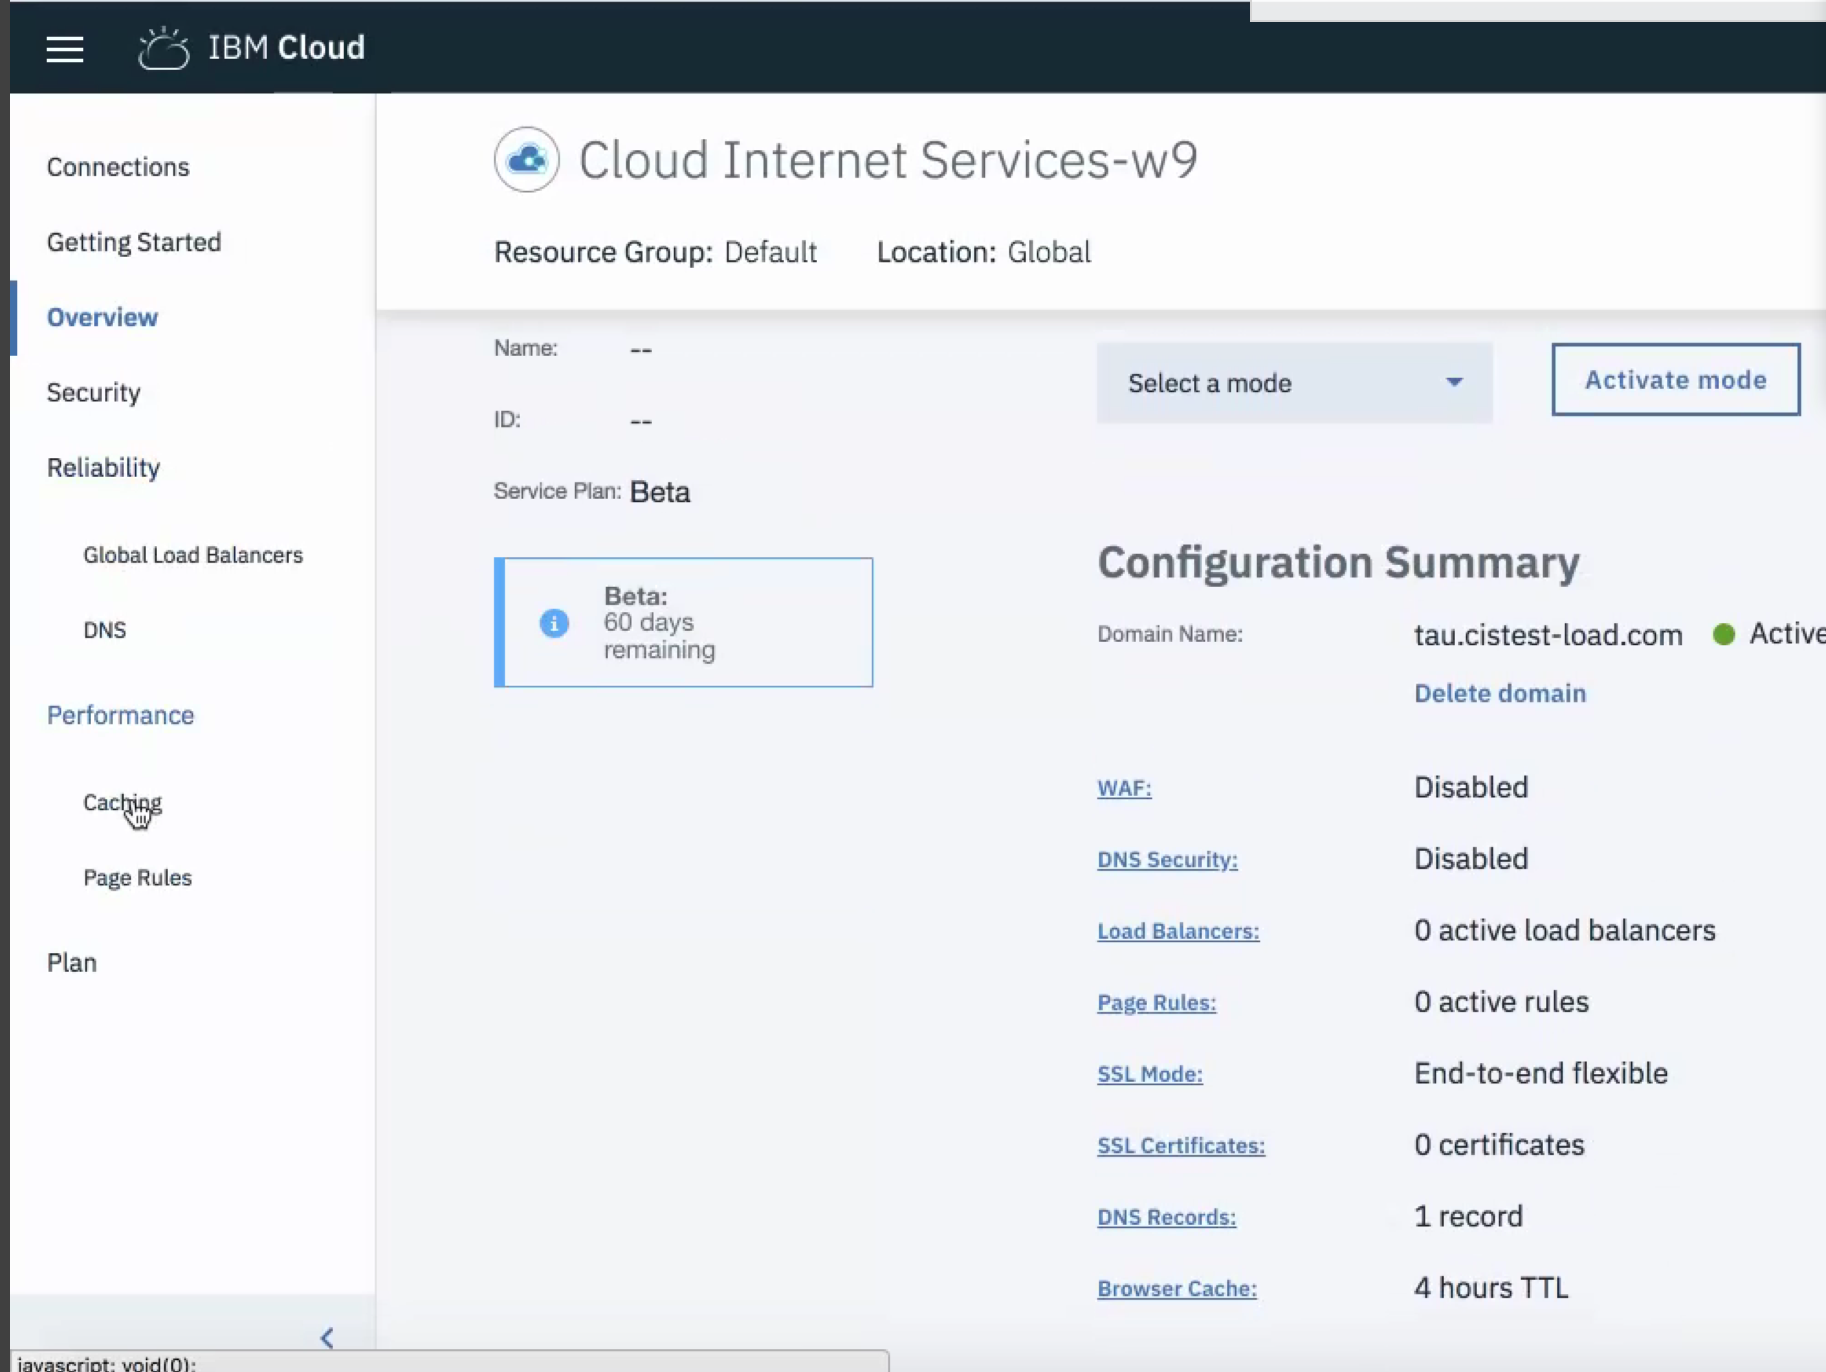 IBM Cloud
Connections
Getting Started
Overview
Security
Reliability
Global Load Balancers
DNS
Performance
Caching
Page Rules
Plan
Cloud Internet Services-w9
Resource Group: Default Location: Global
Name: --
ID: --
Service Plan: Beta
Beta:
60 days
remaining
Select a mode
Activate mode
Configuration Summary
Domain Name: tau.cistest-load.com Active
Delete domain
WAF: Disabled
DNS Security: Disabled
Load Balancers: 0 active load balancers
Page Rules: 0 active rules
SSL Mode: End-to-end flexible
SSL Certificates: 0 certificates
DNS Records: 1 record
Browser Cache: 4 hours TTL
javascript: void(0);